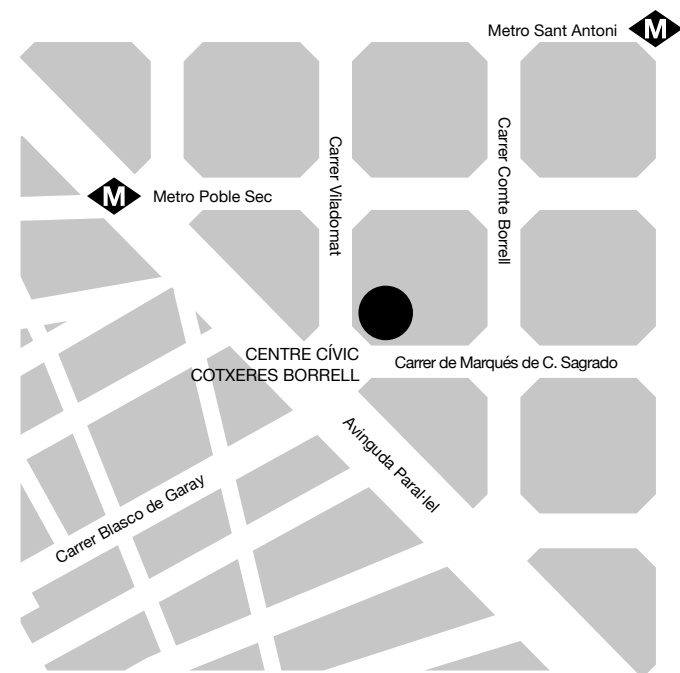 Metro Sant Antoni
M
Carrer Viladomat
Carrer Comte Borrell
M
Metro Poble Sec
CENTRE CÍVIC
COTXERES BORRELL
Carrer de Marqués de C. Sagrado
Avinguda Paral·lel
Carrer Blasco de Garay